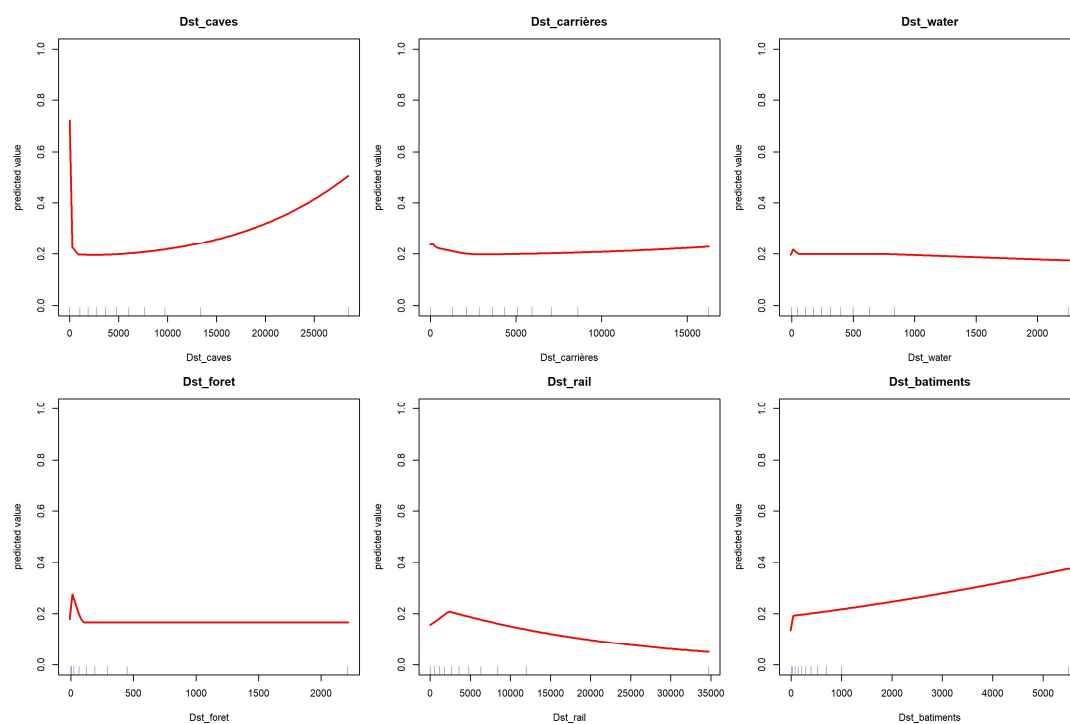 Dst_caves
predicted value
0.0 0.2 0.4 0.6 0.8 1.0
0 5000 10000 15000 20000 25000
Dst_caves
Dst_carrières
predicted value
0.0 0.2 0.4 0.6 0.8 1.0
0 5000 10000 15000
Dst_carrières
Dst_water
predicted value
0.0 0.2 0.4 0.6 0.8 1.0
0 500 1000 1500 2000
Dst_water
Dst_foret
predicted value
0.0 0.2 0.4 0.6 0.8 1.0
0 500 1000 1500 2000
Dst_foret
Dst_rail
predicted value
0.0 0.2 0.4 0.6 0.8 1.0
0 5000 10000 15000 20000 25000 30000 35000
Dst_rail
Dst_batiments
predicted value
0.0 0.2 0.4 0.6 0.8 1.0
0 1000 2000 3000 4000 5000
Dst_batiments